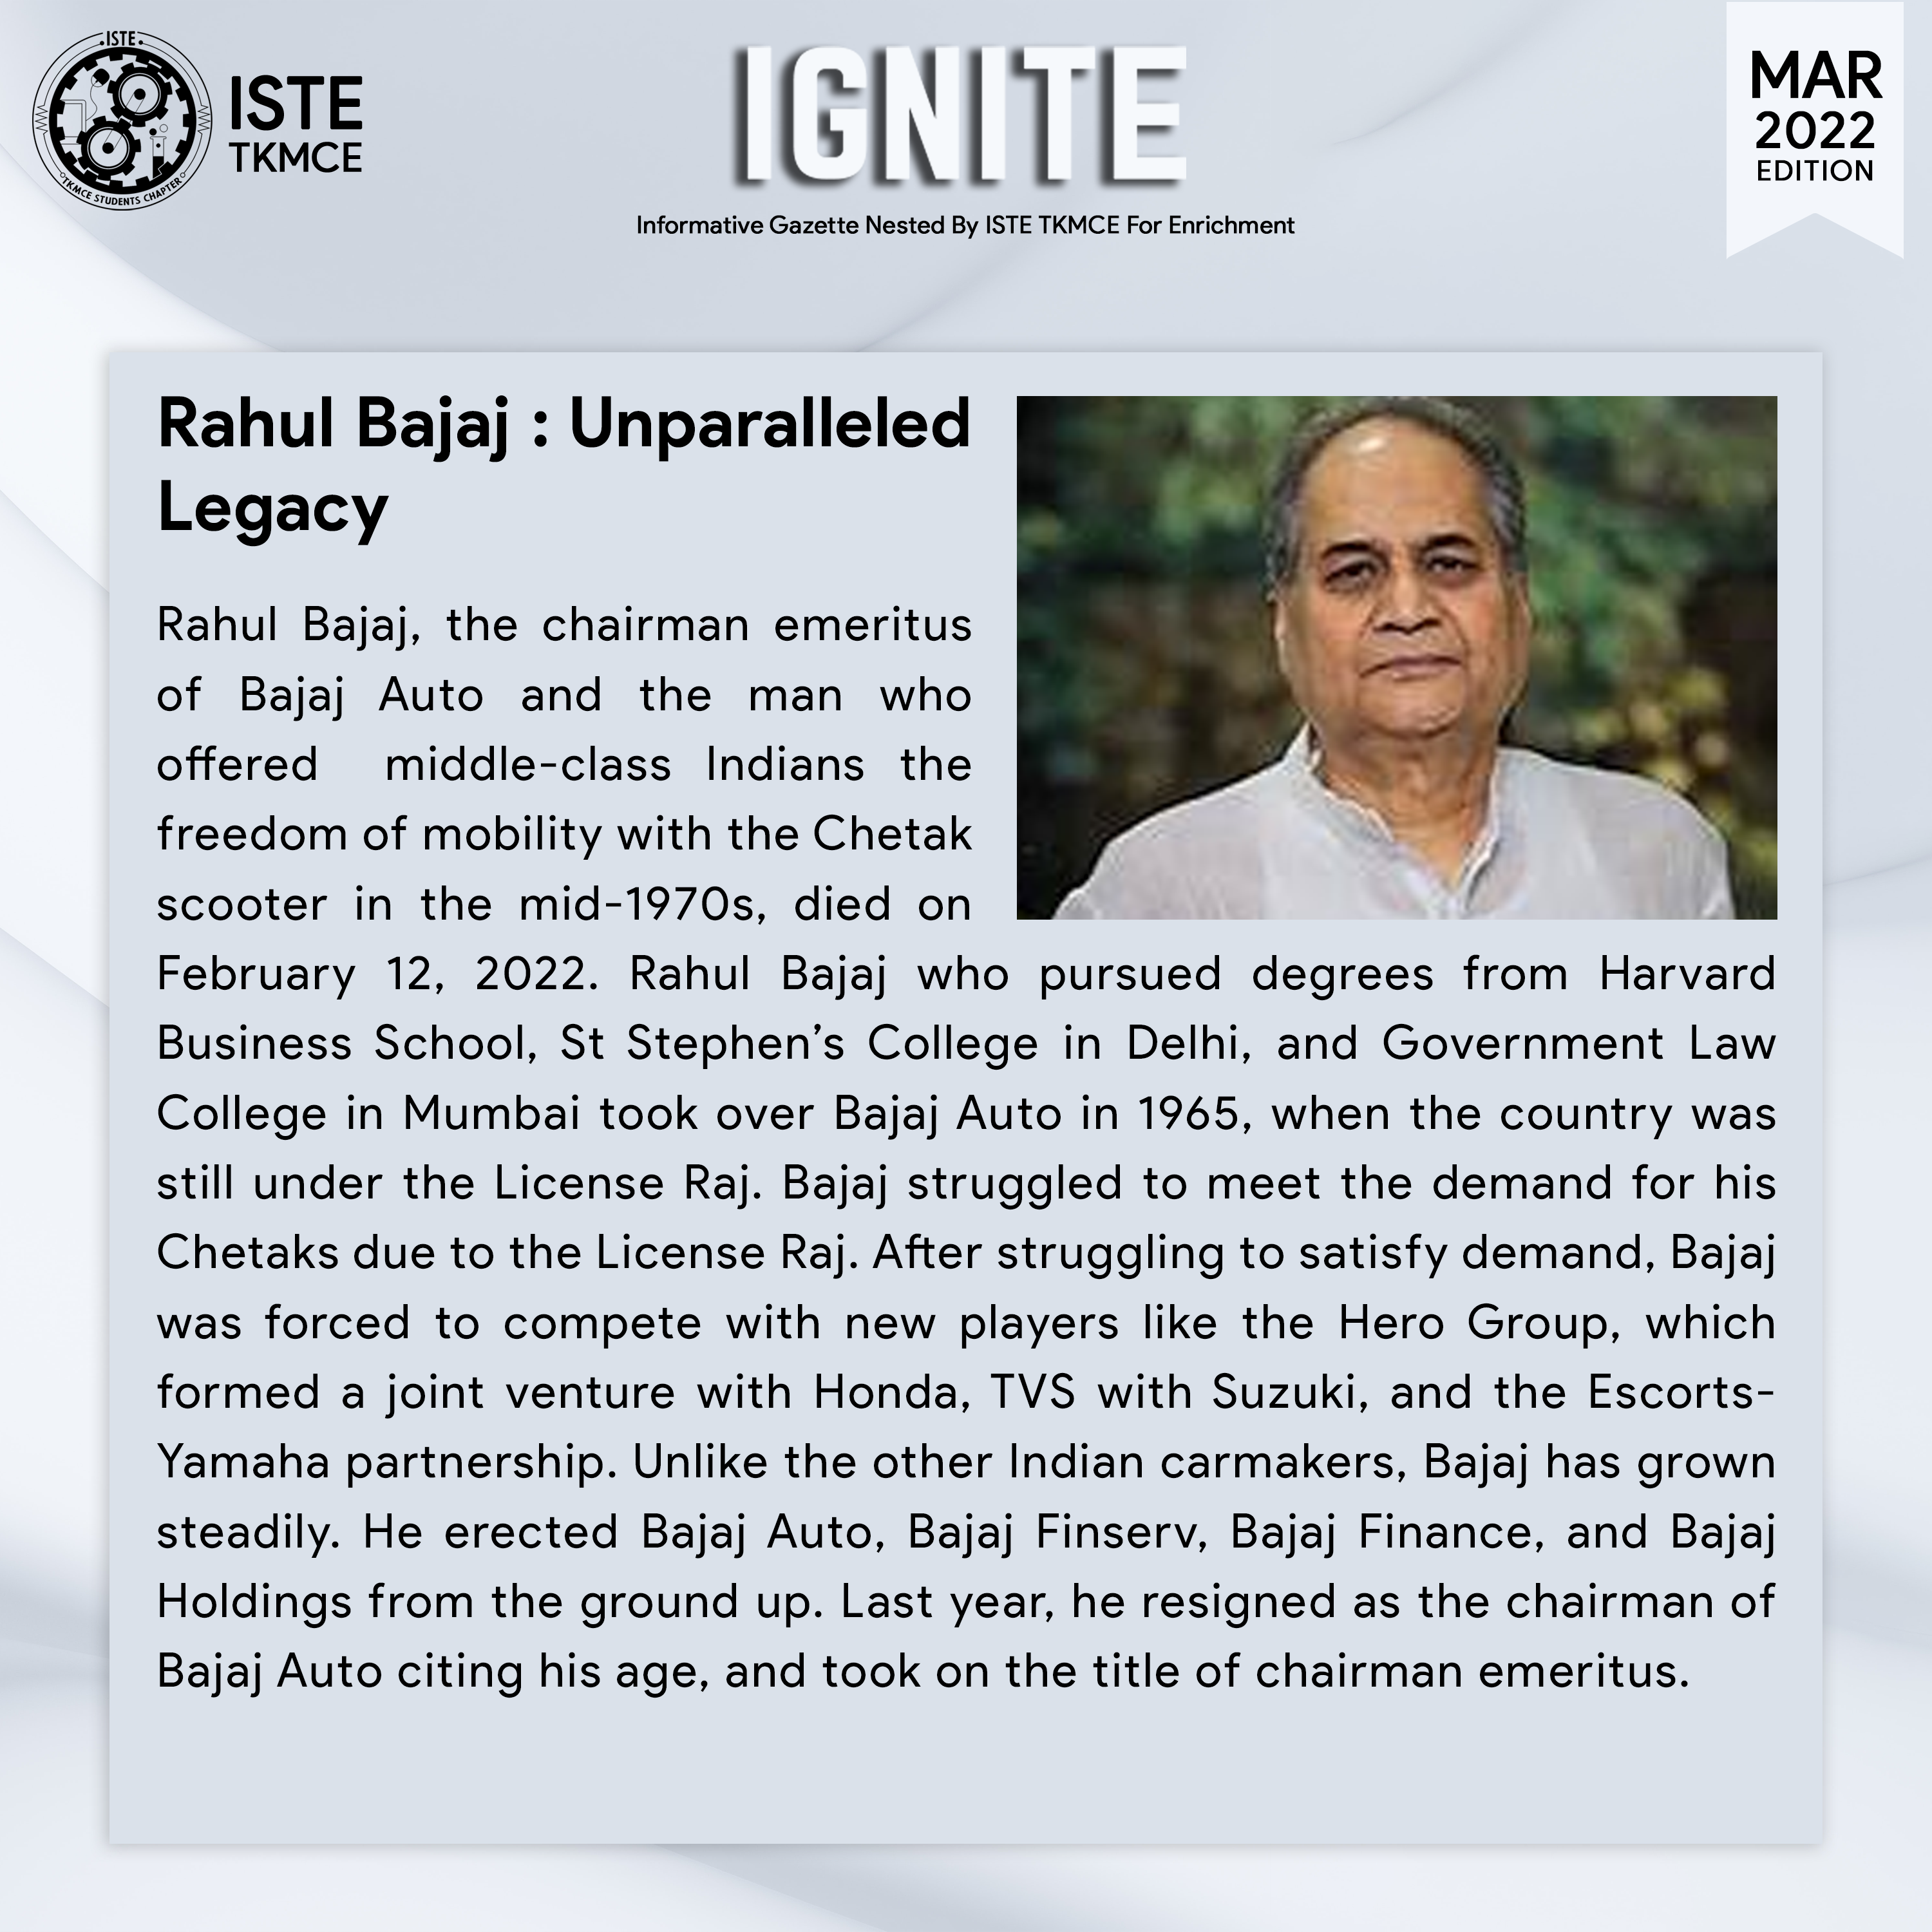 ISTE
TKMCE STUDENTS CHAPTER
ISTE
TKMCE
IGNITE
Informative Gazette Nested By ISTE TKMCE For Enrichment
MAR
2022
EDITION
Rahul Bajaj : Unparalleled
Legacy
Rahul Bajaj, the chairman emeritus
of Bajaj Auto and the man who
offered middle-class Indians the
freedom of mobility with the Chetak
scooter in the mid-1970s, died on
February 12, 2022. Rahul Bajaj who pursued degrees from Harvard
Business School, St Stephen’s College in Delhi, and Government Law
College in Mumbai took over Bajaj Auto in 1965, when the country was
still under the License Raj. Bajaj struggled to meet the demand for his
Chetaks due to the License Raj. After struggling to satisfy demand, Bajaj
was forced to compete with new players like the Hero Group, which
formed a joint venture with Honda, TVS with Suzuki, and the Escorts-
Yamaha partnership. Unlike the other Indian carmakers, Bajaj has grown
steadily. He erected Bajaj Auto, Bajaj Finserv, Bajaj Finance, and Bajaj
Holdings from the ground up. Last year, he resigned as the chairman of
Bajaj Auto citing his age, and took on the title of chairman emeritus.